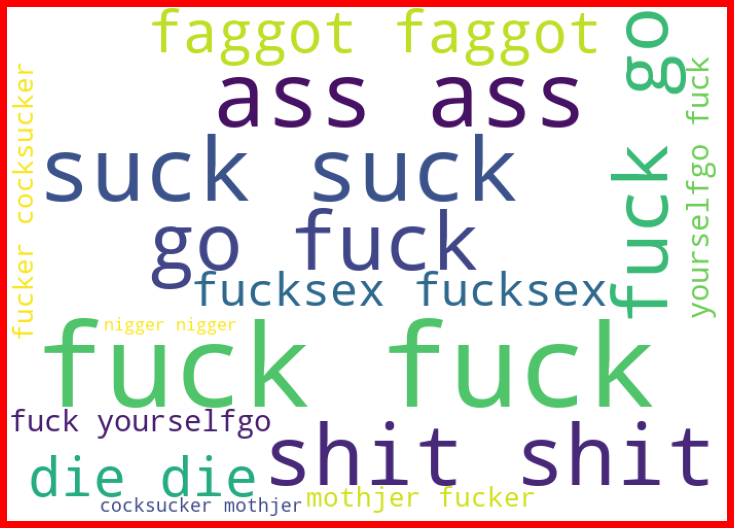 faggot faggot
fuck go
ass ass
yourselfgo fuck
fucker cocksucker
suck suck
go fuck
fucksex fucksex
nigger nigger
fuck fuck
fuck yourselfgo
shit shit
die die
mothjer fucker
cocksucker mothjer